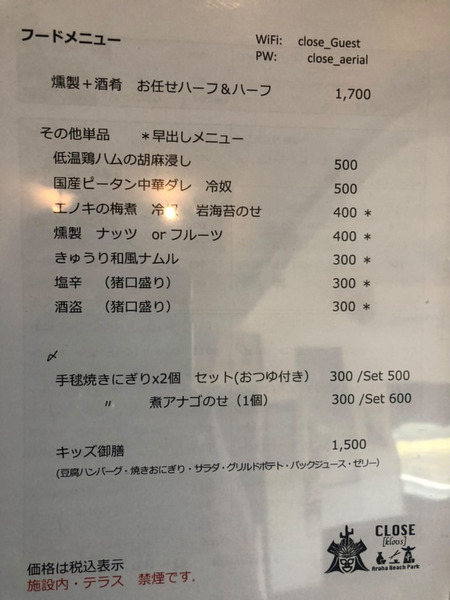 フードメニュー
WiFi: close_Guest
PW: close_aerial
燻製＋酒肴 お任せハーフ＆ハーフ 1,700
その他単品 ＊早出しメニュー
低温鶏ハムの胡麻浸し 500
国産ピータン中華ダレ 冷奴 500
エノキの梅煮 冷奴 岩海苔のせ 400 ＊
燻製 ナッツ or フルーツ 400 ＊
きゅうり和風ナムル 300 ＊
塩辛 （猪口盛り） 300 ＊
酒盗 （猪口盛り） 300 ＊
〆
手毬焼きにぎりx2個 セット(おつゆ付き） 300 /Set 500
〃 煮アナゴのせ（1個） 300 /Set 600
キッズ御膳 1,500
(豆腐ハンバーグ・焼きおにぎり・サラダ・グリルドポテト・パックジュース・ゼリー)
CLOSE
[klóus]
Aroha Beach Park
価格は税込表示
施設内・テラス 禁煙です.